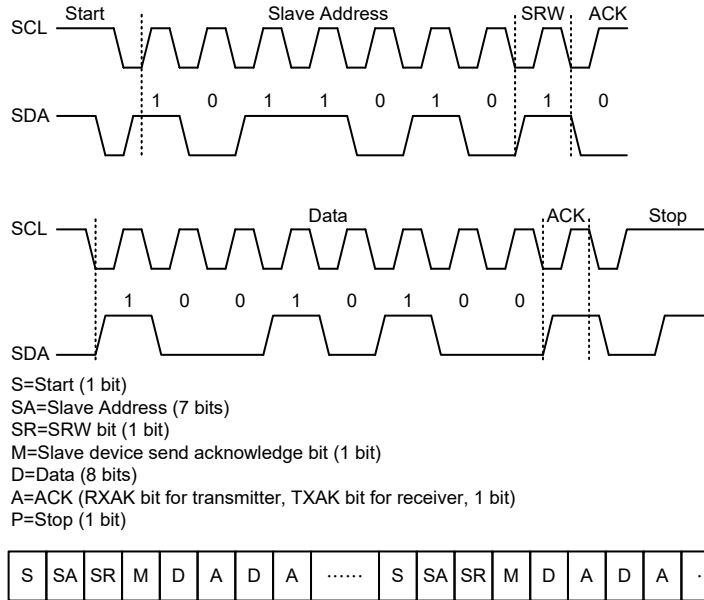 Start Slave Address SRW ACK
SCL
1 0 1 1 0 1 0 1 0
SDA
Data ACK Stop
SCL
1 0 0 1 0 1 0 0
SDA
S=Start (1 bit)
SA=Slave Address (7 bits)
SR=SRW bit (1 bit)
M=Slave device send acknowledge bit (1 bit)
D=Data (8 bits)
A=ACK (RXAK bit for transmitter, TXAK bit for receiver, 1 bit)
P=Stop (1 bit)
S SA SR M D A D A ⋯⋯ S SA SR M D A D A